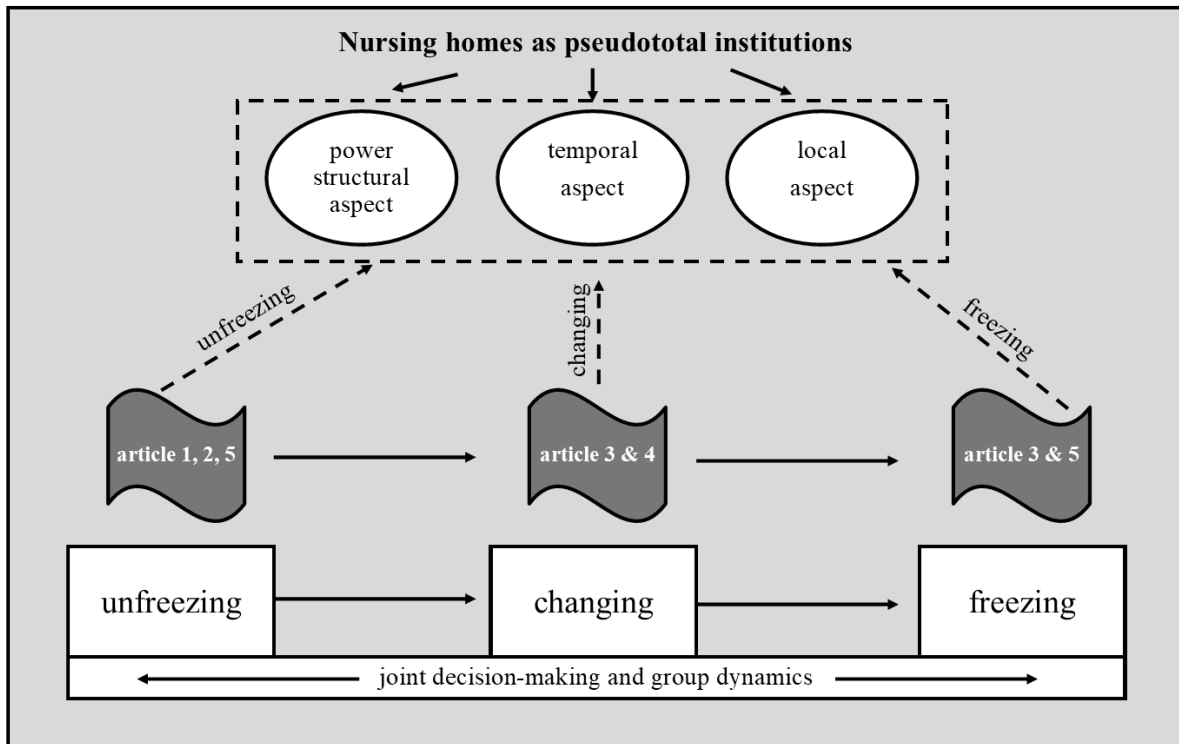 Nursing homes as pseudototal institutions
power
structural
aspect
temporal
aspect
local
aspect
unfreezing
changing
freezing
article 1, 2, 5
article 3 & 4
article 3 & 5
unfreezing
changing
freezing
joint decision-making and group dynamics